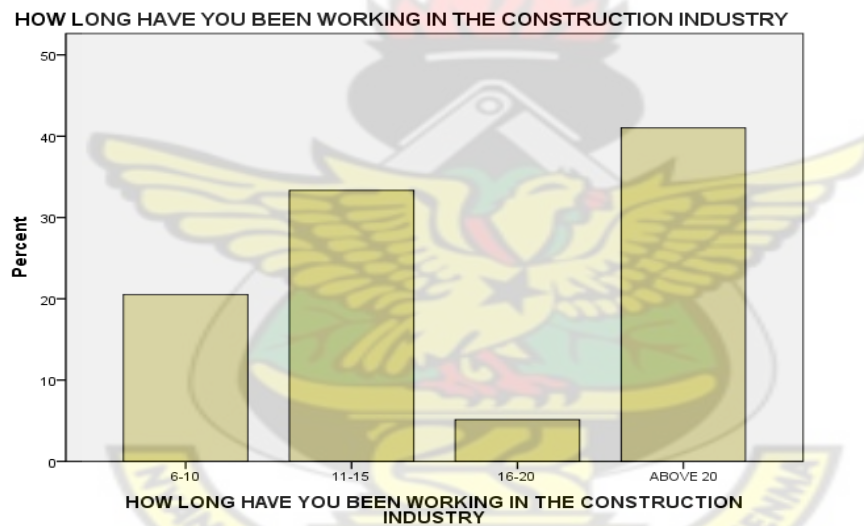 HOW LONG HAVE YOU BEEN WORKING IN THE CONSTRUCTION INDUSTRY
50
40
30
20
10
0
Percent
6-10
11-15
16-20
ABOVE 20
HOW LONG HAVE YOU BEEN WORKING IN THE CONSTRUCTION
INDUSTRY